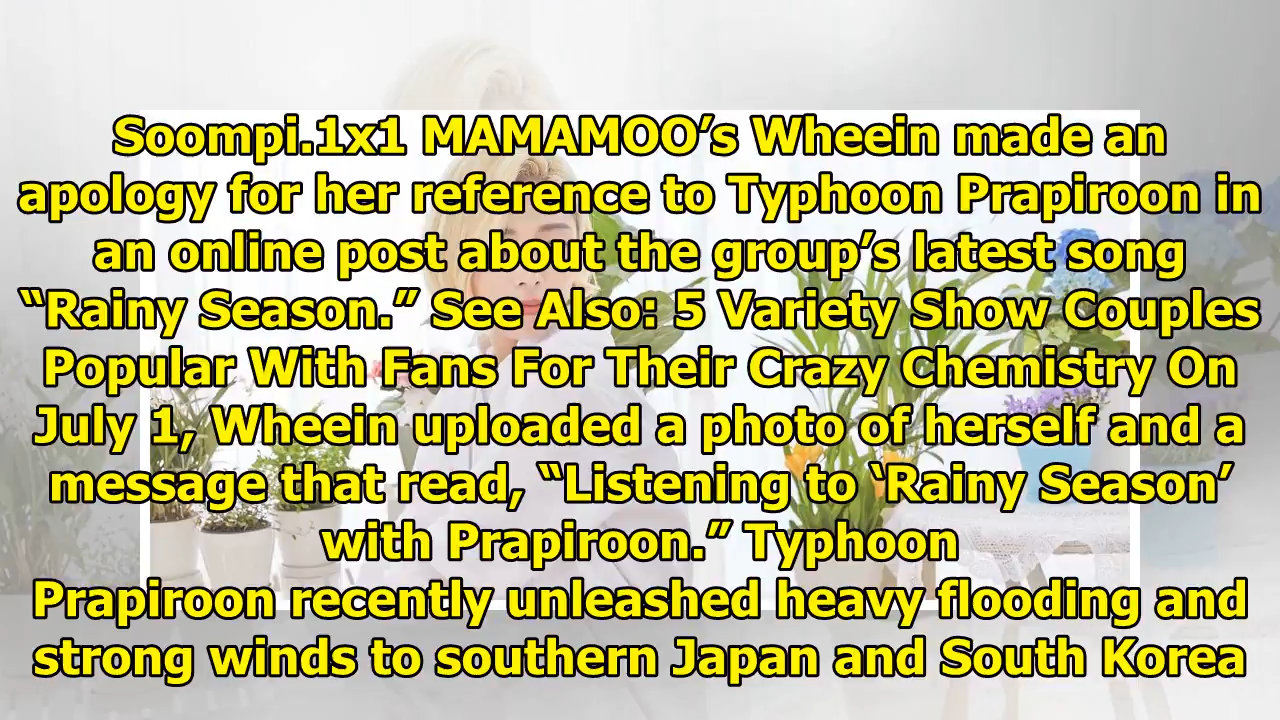 Soompi.1x1 MAMAMOO’s Wheein made an
apology for her reference to Typhoon Prapiroon in
an online post about the group’s latest song
“Rainy Season.” See Also: 5 Variety Show Couples
Popular With Fans For Their Crazy Chemistry On
July 1, Wheein uploaded a photo of herself and a
message that read, “Listening to ‘Rainy Season’
with Prapiroon.” Typhoon
Prapiroon recently unleashed heavy flooding and
strong winds to southern Japan and South Korea